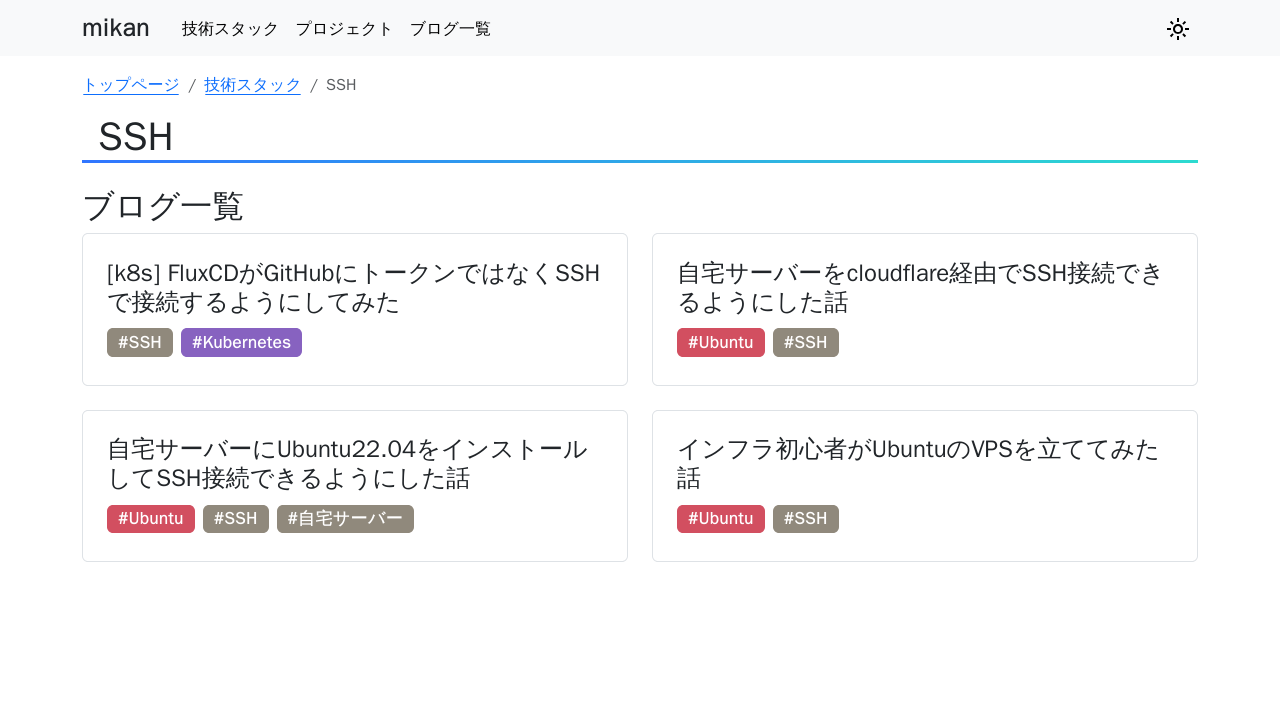 mikan 技術スタック プロジェクト ブログ一覧
トップページ / 技術スタック / SSH
SSH
ブログ一覧
[k8s] FluxCDがGitHubにトークンではなくSSH
で接続するようにしてみた
#SSH #Kubernetes
自宅サーバーをcloudflare経由でSSH接続でき
るようにした話
#Ubuntu #SSH
自宅サーバーにUbuntu22.04をインストール
してSSH接続できるようにした話
#Ubuntu #SSH #自宅サーバー
インフラ初心者がUbuntuのVPSを立ててみた
話
#Ubuntu #SSH